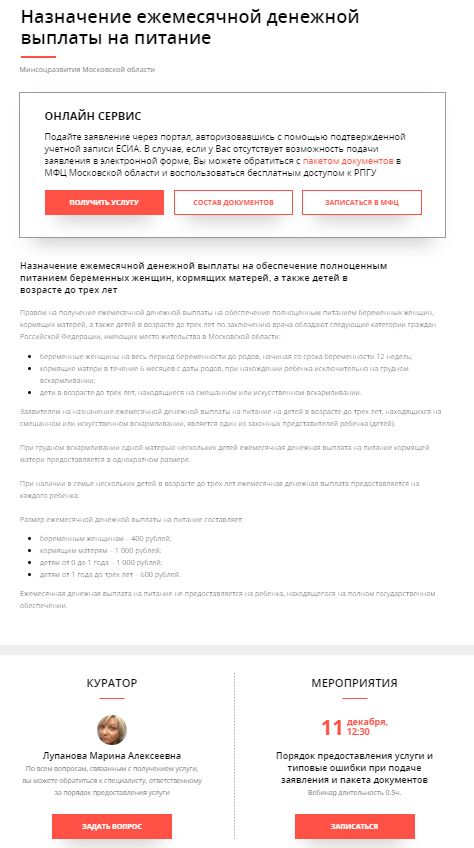 Назначение ежемесячной денежной
выплаты на питание
Минсоцразвития Московской области
ОНЛАЙН СЕРВИС
Подайте заявление через портал, авторизовавшись с помощью подтвержденной
учетной записи ЕСИА. В случае, если у Вас отсутствует возможность подачи
заявления в электронной форме, Вы можете обратиться с пакетом документов в
МФЦ Московской области и воспользоваться бесплатным доступом к РПГУ
ПОЛУЧИТЬ УСЛУГУ
СОСТАВ ДОКУМЕНТОВ
ЗАПИСАТЬСЯ В МФЦ
Назначение ежемесячной денежной выплаты на обеспечение полноценным
питанием беременных женщин, кормящих матерей, а также детей в
возрасте до трех лет
Правом на получение ежемесячной денежной выплаты на обеспечение полноценным питанием беременных женщин,
кормящих матерей, а также детей в возрасте до трех лет по заключению врача обладают следующие категории граждан
Российской Федерации, имеющих место жительства в Московской области:
беременные женщины на весь период беременности до родов, начиная со срока беременности 12 недель;
кормящие матери в течение 6 месяцев с даты родов, при нахождении ребенка исключительно на грудном
вскармливании;
дети в возрасте до трех лет, находящиеся на смешанном или искусственном вскармливании.
Заявителем на назначение ежемесячной денежной выплаты на питание на детей в возрасте до трех лет, находящихся на
смешанном или искусственном вскармливании, является один из законных представителей ребенка (детей).
При грудном вскармливании одной матерью нескольких детей ежемесячная денежная выплата на питание кормящей
матери предоставляется в однократном размере.
При наличии в семье нескольких детей в возрасте до трех лет ежемесячная денежная выплата предоставляется на
каждого ребенка.
Размер ежемесячной денежной выплаты на питание составляет:
беременным женщинам – 400 рублей;
кормящим матерям – 1 000 рублей;
детям от 0 до 1 года – 1 000 рублей;
детям от 1 года до трех лет – 600 рублей.
Ежемесячная денежная выплата на питание не предоставляется на ребенка, находящегося на полном государственном
обеспечении.
КУРАТОР
Лупанова Марина Алексеевна
По всем вопросам, связанным с получением услуги,
вы можете обратиться к специалисту, ответственному
за порядок предоставления услуги
ЗАДАТЬ ВОПРОС
МЕРОПРИЯТИЯ
11 декабря,
12:30
Порядок предоставления услуги и
типовые ошибки при подаче
заявления и пакета документов
Вебинар длительность 0.5ч.
ЗАПИСАТЬСЯ